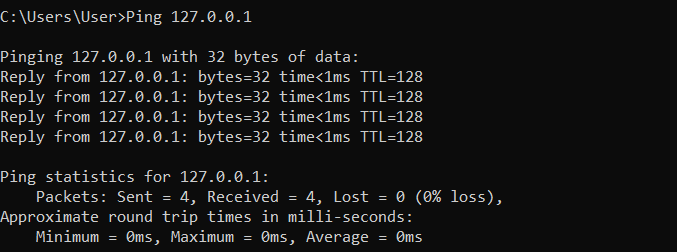 C:\Users\User>Ping 127.0.0.1
Pinging 127.0.0.1 with 32 bytes of data:
Reply from 127.0.0.1: bytes=32 time<1ms TTL=128
Reply from 127.0.0.1: bytes=32 time<1ms TTL=128
Reply from 127.0.0.1: bytes=32 time<1ms TTL=128
Reply from 127.0.0.1: bytes=32 time<1ms TTL=128
Ping statistics for 127.0.0.1:
    Packets: Sent = 4, Received = 4, Lost = 0 (0% loss),
Approximate round trip times in milli-seconds:
    Minimum = 0ms, Maximum = 0ms, Average = 0ms